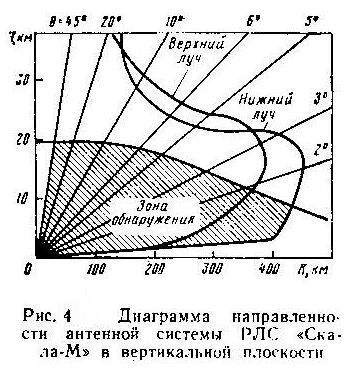 ζ,км θ=45° 20° 10° 6° 5°
Верхний
луч
30
Нижний
луч
3°
20
2°
10
Зона
обнаружения
0 100 200 300 400 R, км
Рис. 4 Диаграмма направленно-
сти антенной системы РЛС «Ска-
ла-М» в вертикальной плоскости